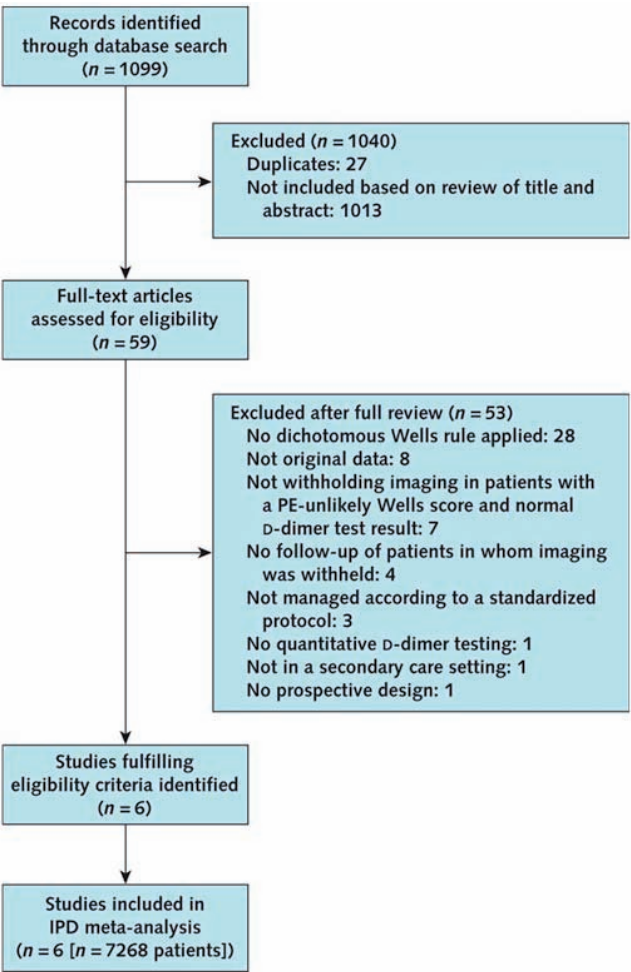 Records identified
through database search
(n = 1099)
Excluded (n = 1040)
Duplicates: 27
Not included based on review of title and
abstract: 1013
Full-text articles
assessed for eligibility
(n = 59)
Excluded after full review (n = 53)
No dichotomous Wells rule applied: 28
Not original data: 8
Not withholding imaging in patients with
a PE-unlikely Wells score and normal
D-dimer test result: 7
No follow-up of patients in whom imaging
was withheld: 4
Not managed according to a standardized
protocol: 3
No quantitative D-dimer testing: 1
Not in a secondary care setting: 1
No prospective design: 1
Studies fulfilling
eligibility criteria identified
(n = 6)
Studies included in
IPD meta-analysis
(n = 6 [n = 7268 patients])